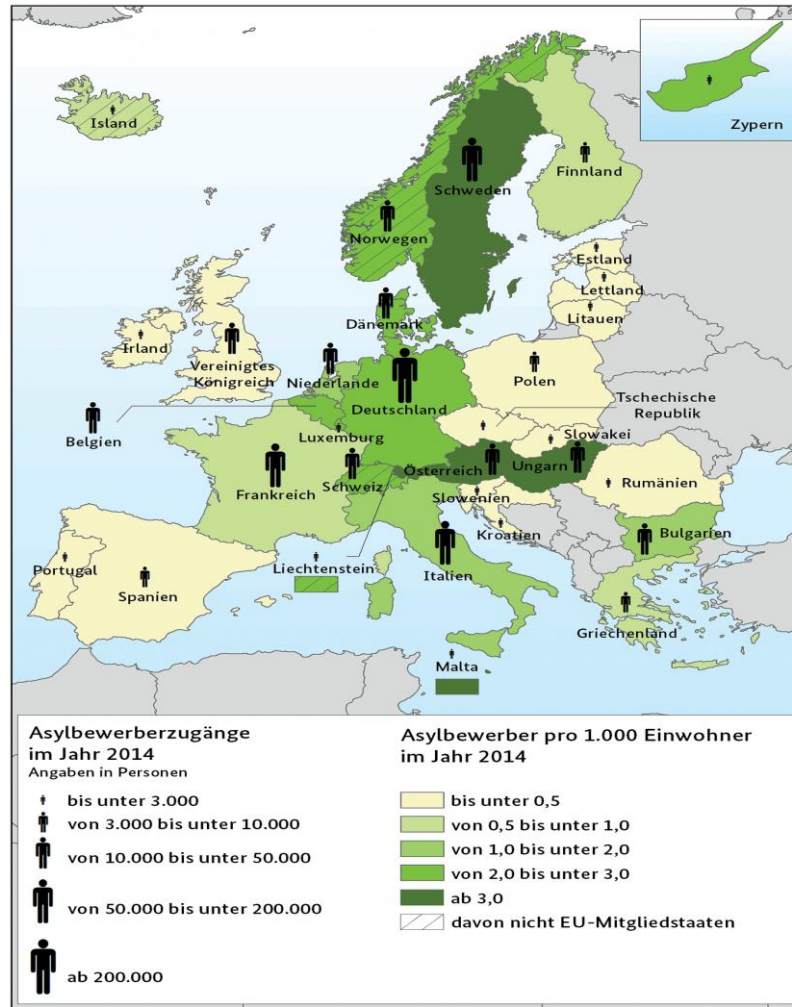 Zypern
Island
Schweden
Finnland
Norwegen
Estland
Lettland
Litauen
Dänemark
Irland
Vereinigtes
Königreich
Niederlande
Polen
Deutschland
Tschechische
Republik
Belgien
Luxemburg
Slowakei
Österreich
Ungarn
Frankreich
Schweiz
Rumänien
Slowenien
Kroatien
Bulgarien
Portugal
Spanien
Liechtenstein
Italien
Griechenland
Malta
Asylbewerberzugänge
im Jahr 2014
Angaben in Personen
bis unter 3.000
von 3.000 bis unter 10.000
von 10.000 bis unter 50.000
von 50.000 bis unter 200.000
ab 200.000
Asylbewerber pro 1.000 Einwohner
im Jahr 2014
bis unter 0,5
von 0,5 bis unter 1,0
von 1,0 bis unter 2,0
von 2,0 bis unter 3,0
ab 3,0
davon nicht EU-Mitgliedstaaten